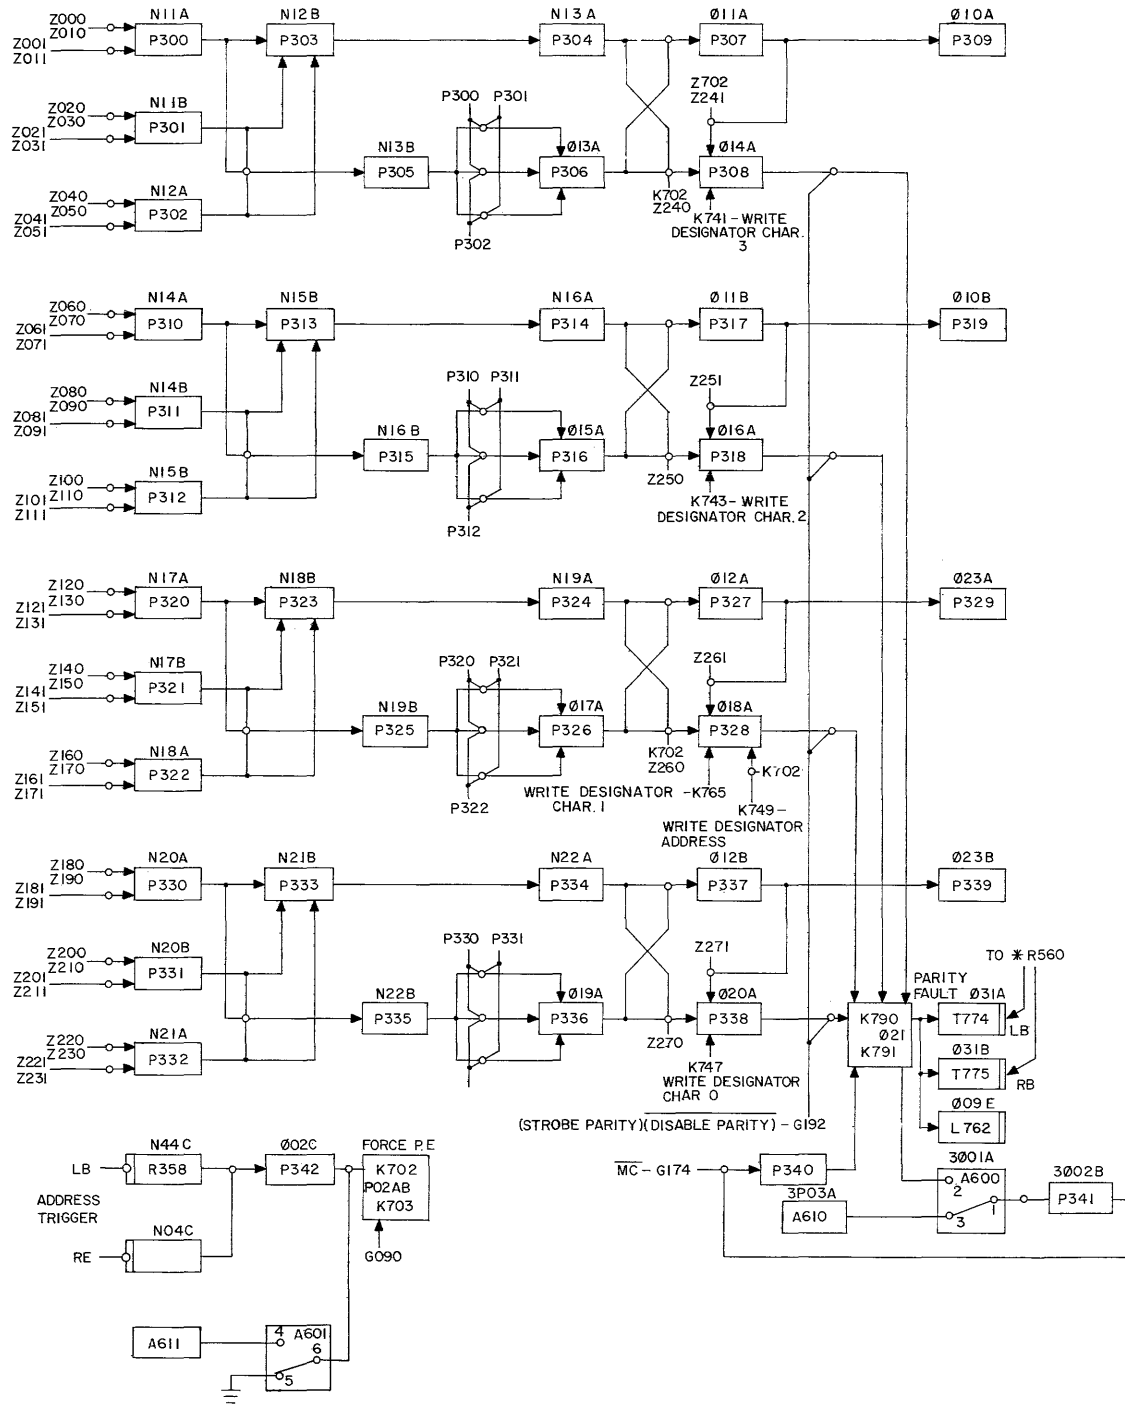 N11A N12B N13A Ø11A Ø10A
Z000
Z010
Z001
Z011
P300 P303 P304 P307 P309
N11B
Z020
Z030
Z021
Z031
P301
P300 P301
Z702
Z241
N13B Ø13A Ø14A
P305 P306 P308
N12A
Z040
Z050
Z041
Z051
P302
P302
K702
Z240
K741-WRITE
DESIGNATOR CHAR.
3
N14A N15B N16A Ø11B Ø10B
Z060
Z070
Z061
Z071
P310 P313 P314 P317 P319
N14B
Z080
Z090
Z081
Z091
P311
P310 P311
Z251
N16B Ø15A Ø16A
P315 P316 P318
N15B
Z100
Z110
Z101
Z111
P312
P312
Z250
K743-WRITE
DESIGNATOR CHAR. 2
N17A N18B N19A Ø12A Ø23A
Z120
Z130
Z121
Z131
P320 P323 P324 P327 P329
N17B
Z140
Z150
Z141
Z151
P321
P320 P321
Z261
N19B Ø17A Ø18A
P325 P326 P328
N18A
Z160
Z170
Z161
Z171
P322
P322
K702
Z260
K702
WRITE DESIGNATOR -K765
CHAR. 1
K749-
WRITE DESIGNATOR
ADDRESS
N20A N21B N22A Ø12B Ø23B
Z180
Z190
Z181
Z191
P330 P333 P334 P337 P339
N20B
Z200
Z210
Z201
Z211
P331
P330 P331
Z271
TO * R560
N22B Ø19A Ø20A
P335 P336 P338
PARITY
FAULT
K790
Ø21
K791
Ø31A
T774
LB
Ø31B
T775
RB
Ø09E
L762
N21A
Z220
Z230
Z221
Z231
P332
Z270
K747
WRITE DESIGNATOR
CHAR 0
(STROBE PARITY)(DISABLE PARITY)-G192
N44C Ø02C FORCE P.E
LB R358 P342 K702
P02AB
K703
G090
ADDRESS
TRIGGER
N04C
RE
MC-G174 P340
3P03A
A610
3001A
A600
2
1
3
3002B
P341
A611
4 A601
6
5